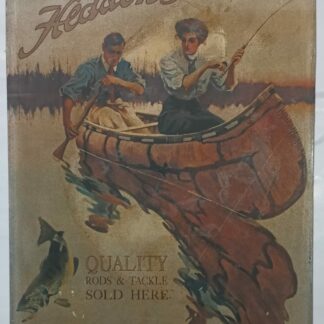 Heddon's
QUALITY
RODS & TACKLE
SOLD HERE